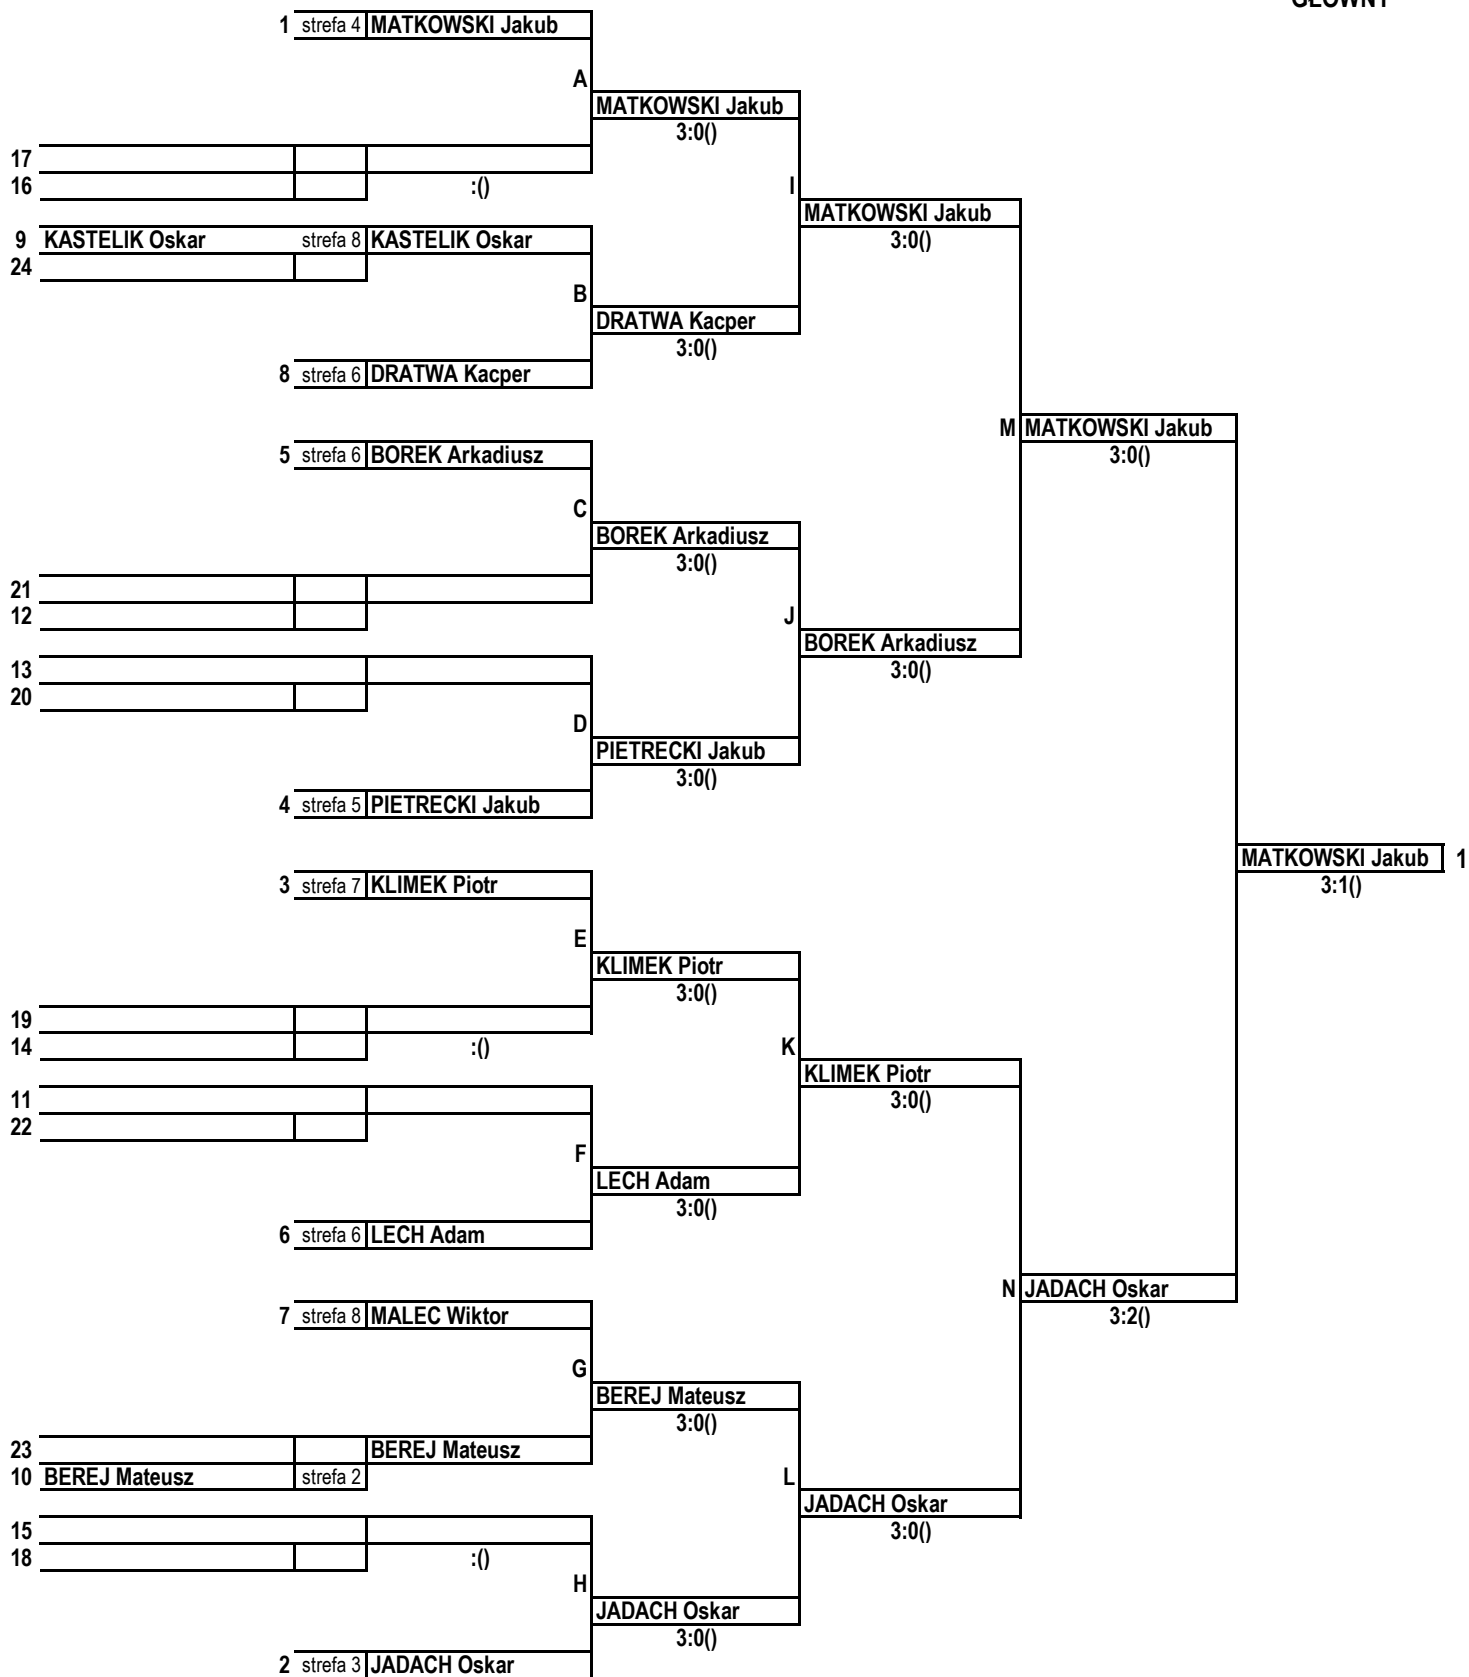 GŁÓWNY
1 strefa 4 MATKOWSKI Jakub
A
MATKOWSKI Jakub
3:0()
17
16 :() I
MATKOWSKI Jakub
9 KASTELIK Oskar strefa 8 KASTELIK Oskar 3:0()
24
B
DRATWA Kacper
3:0()
8 strefa 6 DRATWA Kacper
M MATKOWSKI Jakub
5 strefa 6 BOREK Arkadiusz 3:0()
C
BOREK Arkadiusz
3:0()
21
12 J
BOREK Arkadiusz
13 3:0()
20
D
PIETRECKI Jakub
3:0()
4 strefa 5 PIETRECKI Jakub
MATKOWSKI Jakub 1
3 strefa 7 KLIMEK Piotr 3:1()
E
KLIMEK Piotr
3:0()
19
14 :() K
KLIMEK Piotr
11 3:0()
22
F
LECH Adam
3:0()
6 strefa 6 LECH Adam
N JADACH Oskar
7 strefa 8 MALEC Wiktor 3:2()
G
BEREJ Mateusz
3:0()
23 BEREJ Mateusz
10 BEREJ Mateusz strefa 2 L
JADACH Oskar
15 3:0()
18 :()
H
JADACH Oskar
3:0()
2 strefa 3 JADACH Oskar